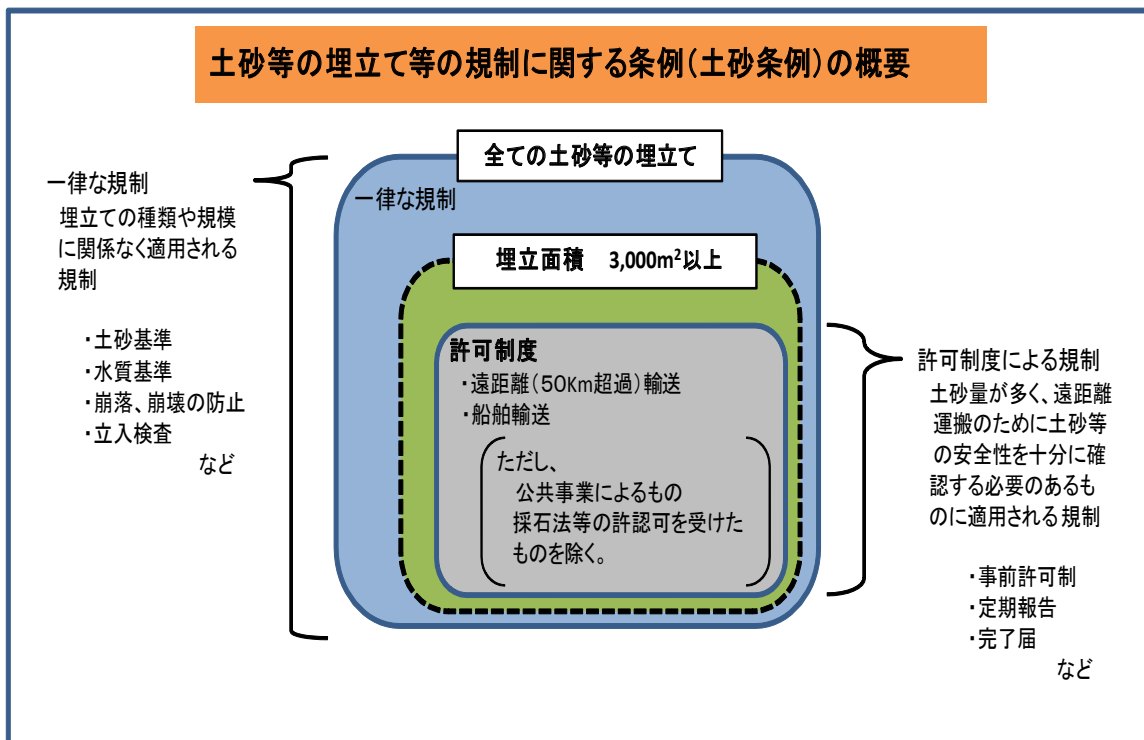 土砂等の埋立て等の規制に関する条例(土砂条例)の概要
一律な規制
埋立ての種類や規模
に関係なく適用される
規制
・土砂基準
・水質基準
・崩落、崩壊の防止
・立入検査
など
全ての土砂等の埋立て
一律な規制
埋立面積 3,000m²以上
許可制度
・遠距離(50Km超過)輸送
・船舶輸送
ただし、
公共事業によるもの
採石法等の許認可を受けた
ものを除く。
許可制度による規制
土砂量が多く、遠距離
運搬のために土砂等
の安全性を十分に確
認する必要のあるも
のに適用される規制
・事前許可制
・定期報告
・完了届
など